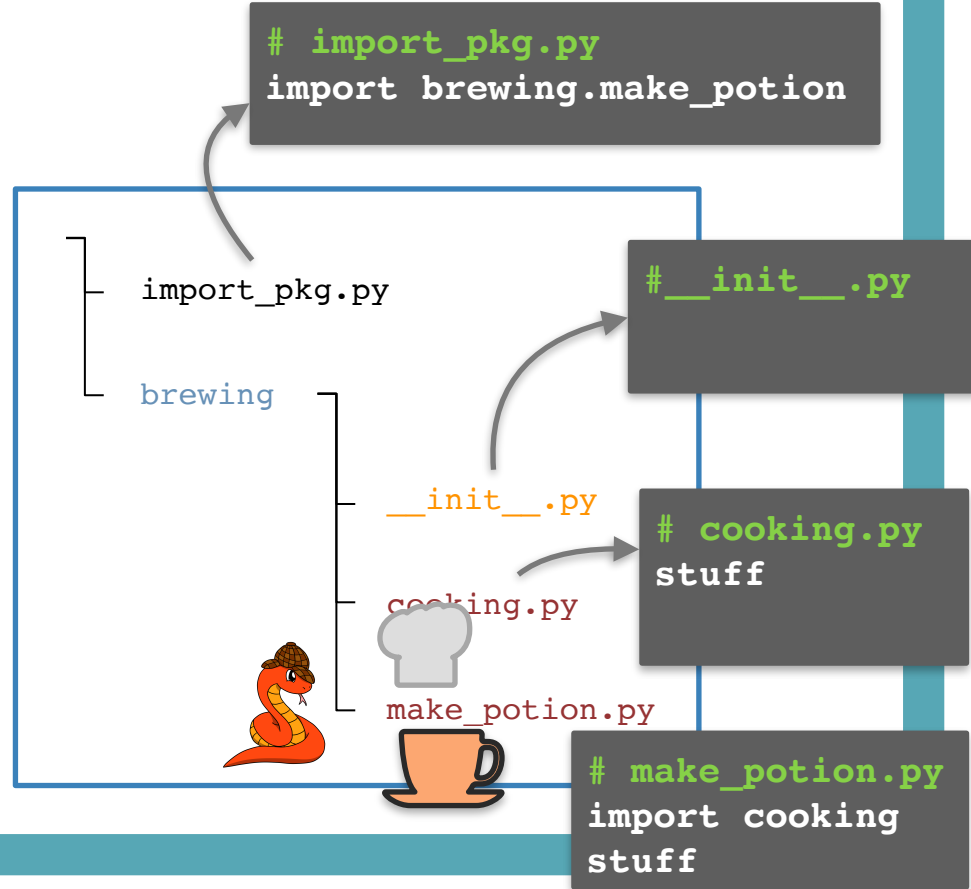 # import_pkg.py
import brewing.make_potion
import_pkg.py
#__init__.py
brewing
__init__.py
# cooking.py
stuff
cooking.py
make_potion.py
# make_potion.py
import cooking
stuff